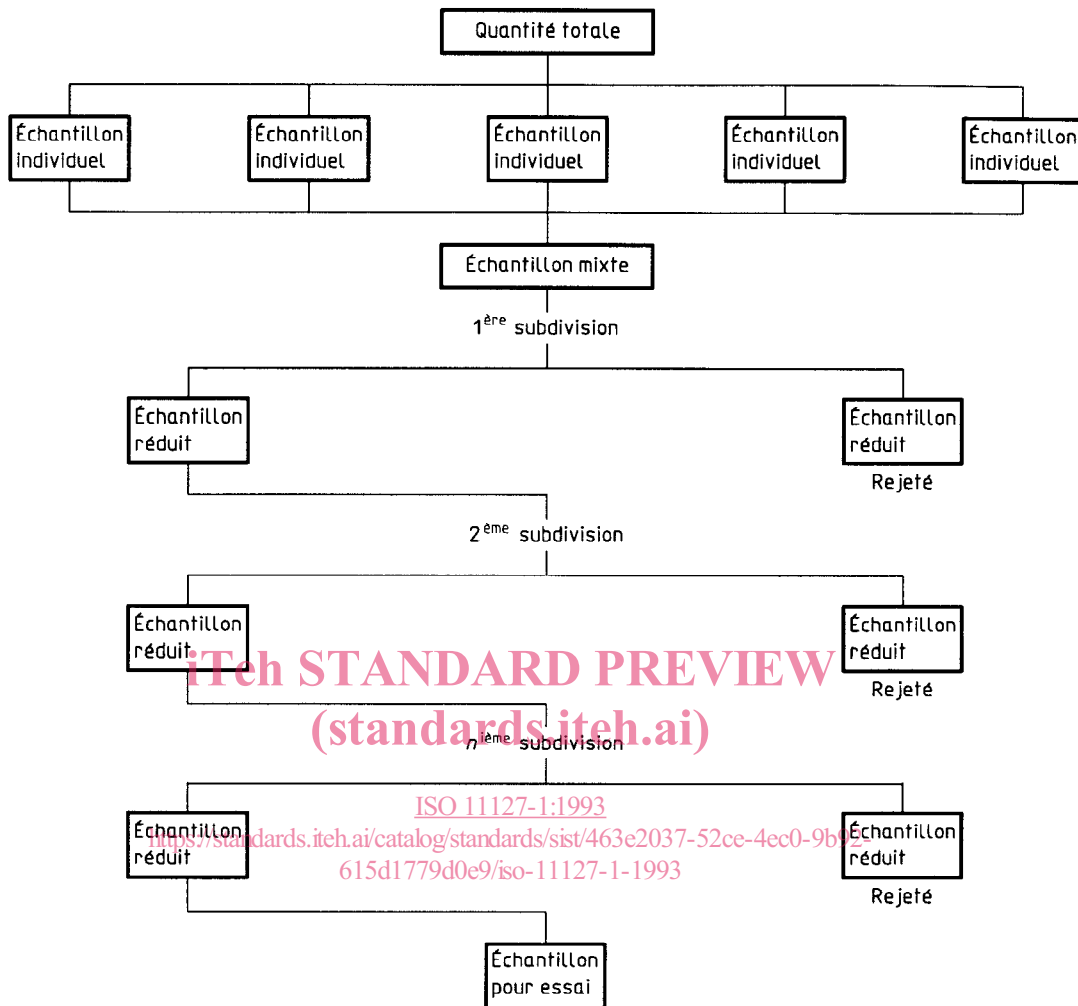 Quantité totale
Échantillon individuel
Échantillon individuel
Échantillon individuel
Échantillon individuel
Échantillon individuel
Échantillon mixte
1ère subdivision
Échantillon réduit
Échantillon réduit
Rejeté
2ème subdivision
Échantillon réduit
Échantillon réduit
iTeh STANDARD PREVIEW
Rejeté
(standards.iteh.ai)
nième subdivision
ISO 11127-1:1993
Échantillon réduit
Échantillon réduit
https://standards.iteh.ai/catalog/standards/sist/463e2037-52ce-4ec0-9b92-
615d1779d0e9/iso-11127-1-1993
Rejeté
Échantillon
pour essai